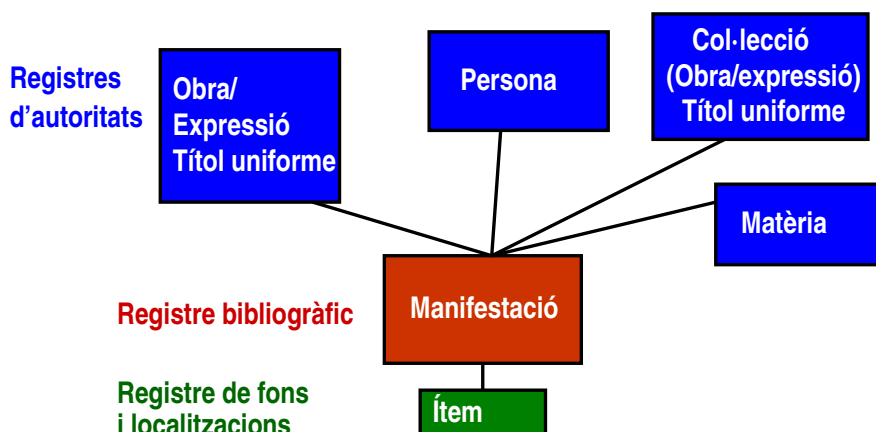 Registres
d'autoritats
Obra/
Expressió
Títol uniforme
Persona
Col·lecció
(Obra/expressió)
Títol uniforme
Matèria
Registre bibliogràfic
Manifestació
Registre de fons
i localitzacions
Ítem